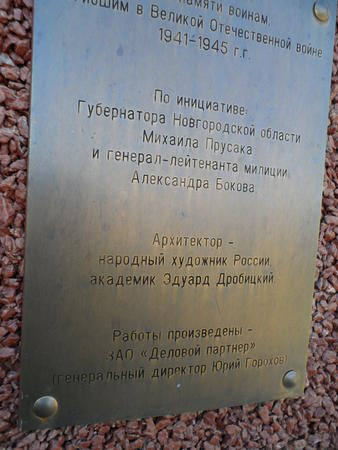 памяти воинам,
в Великой Отечественной войне
1941-1945 г.г.
По инициативе:
Губернатора Новгородской области
Михаила Прусака
и генерал-лейтенанта милиции
Александра Бокова
Архитектор -
народный художник России,
академик Эдуард Дробицкий.
Работы произведены -
ЗАО «Деловой партнер»
(Генеральный директор Юрий Горохов)